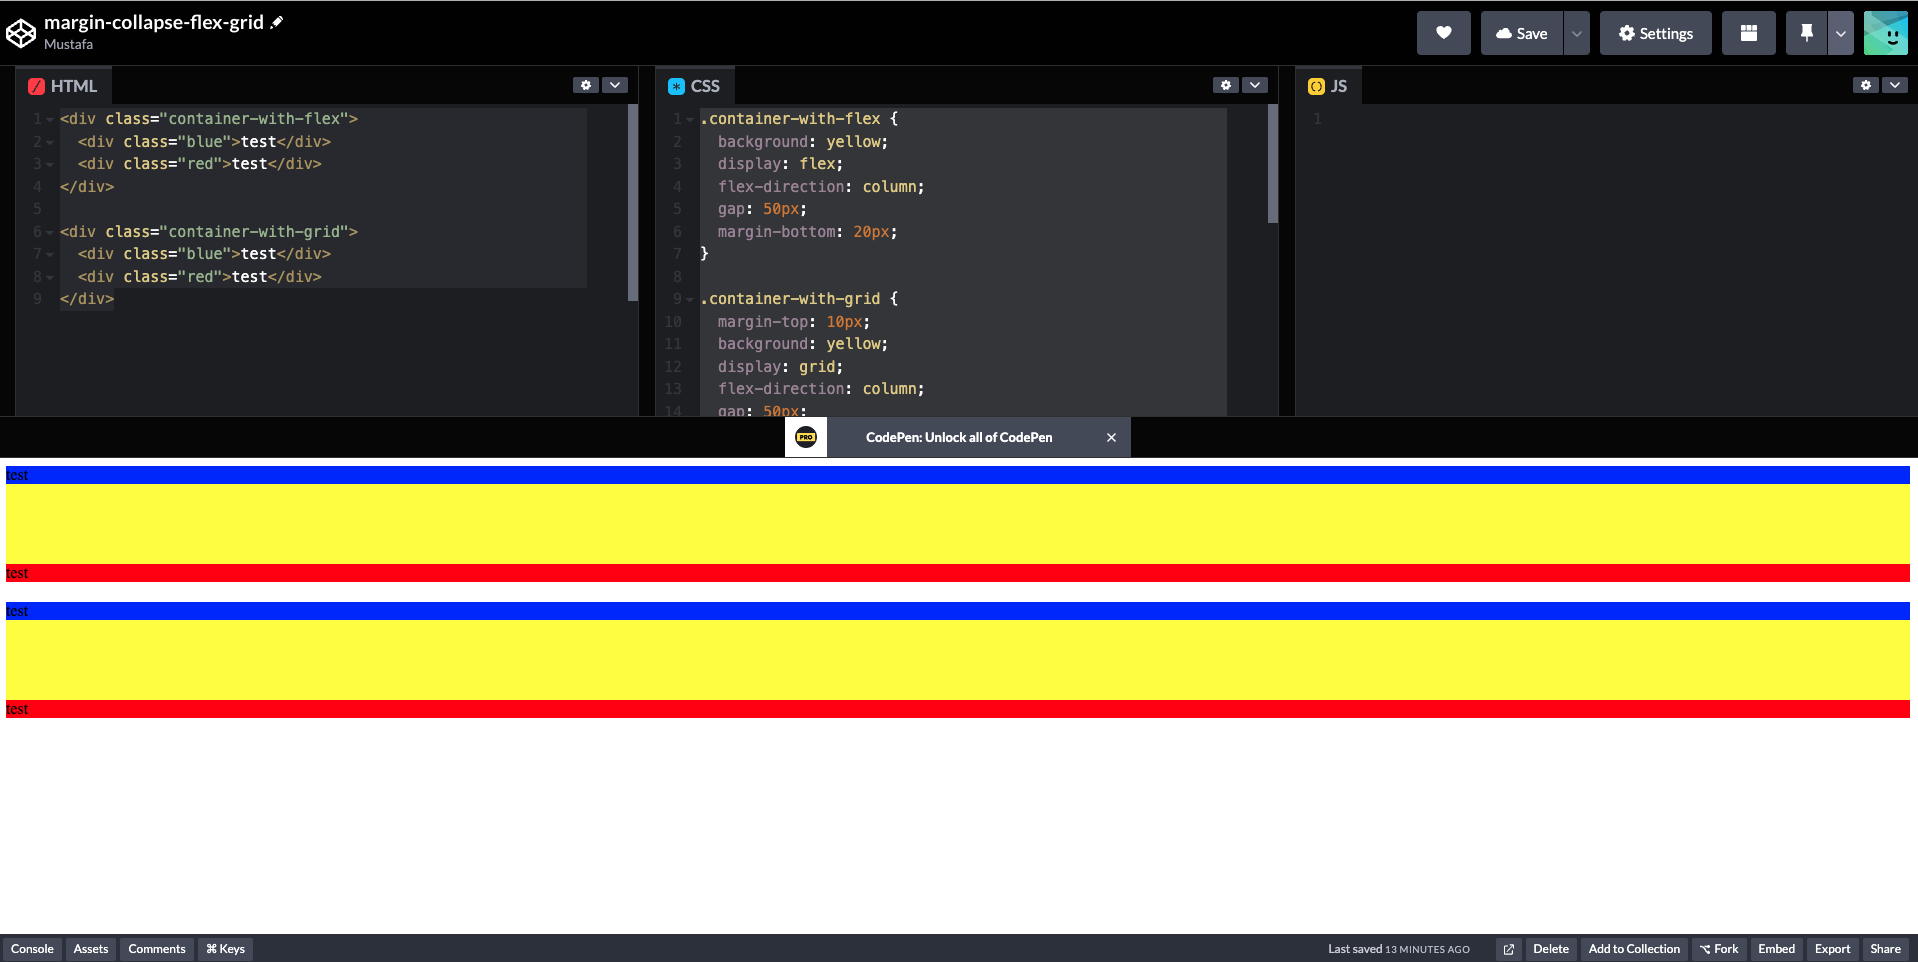 margin-collapse-flex-grid
Mustafa
Save
Settings
HTML
1 <div class="container-with-flex">
2 <div class="blue">test</div>
3 <div class="red">test</div>
4 </div>
5
6 <div class="container-with-grid">
7 <div class="blue">test</div>
8 <div class="red">test</div>
9 </div>
CSS
1 .container-with-flex {
2 background: yellow;
3 display: flex;
4 flex-direction: column;
5 gap: 50px;
6 margin-bottom: 20px;
7 }
8
9 .container-with-grid {
10 margin-top: 10px;
11 background: yellow;
12 display: grid;
13 flex-direction: column;
14 gap: 50px;
JS
1
PRO CodePen: Unlock all of CodePen
test
test
test
test
Console Assets Comments ⌘ Keys Last saved 13 MINUTES AGO Delete Add to Collection Fork Embed Export Share